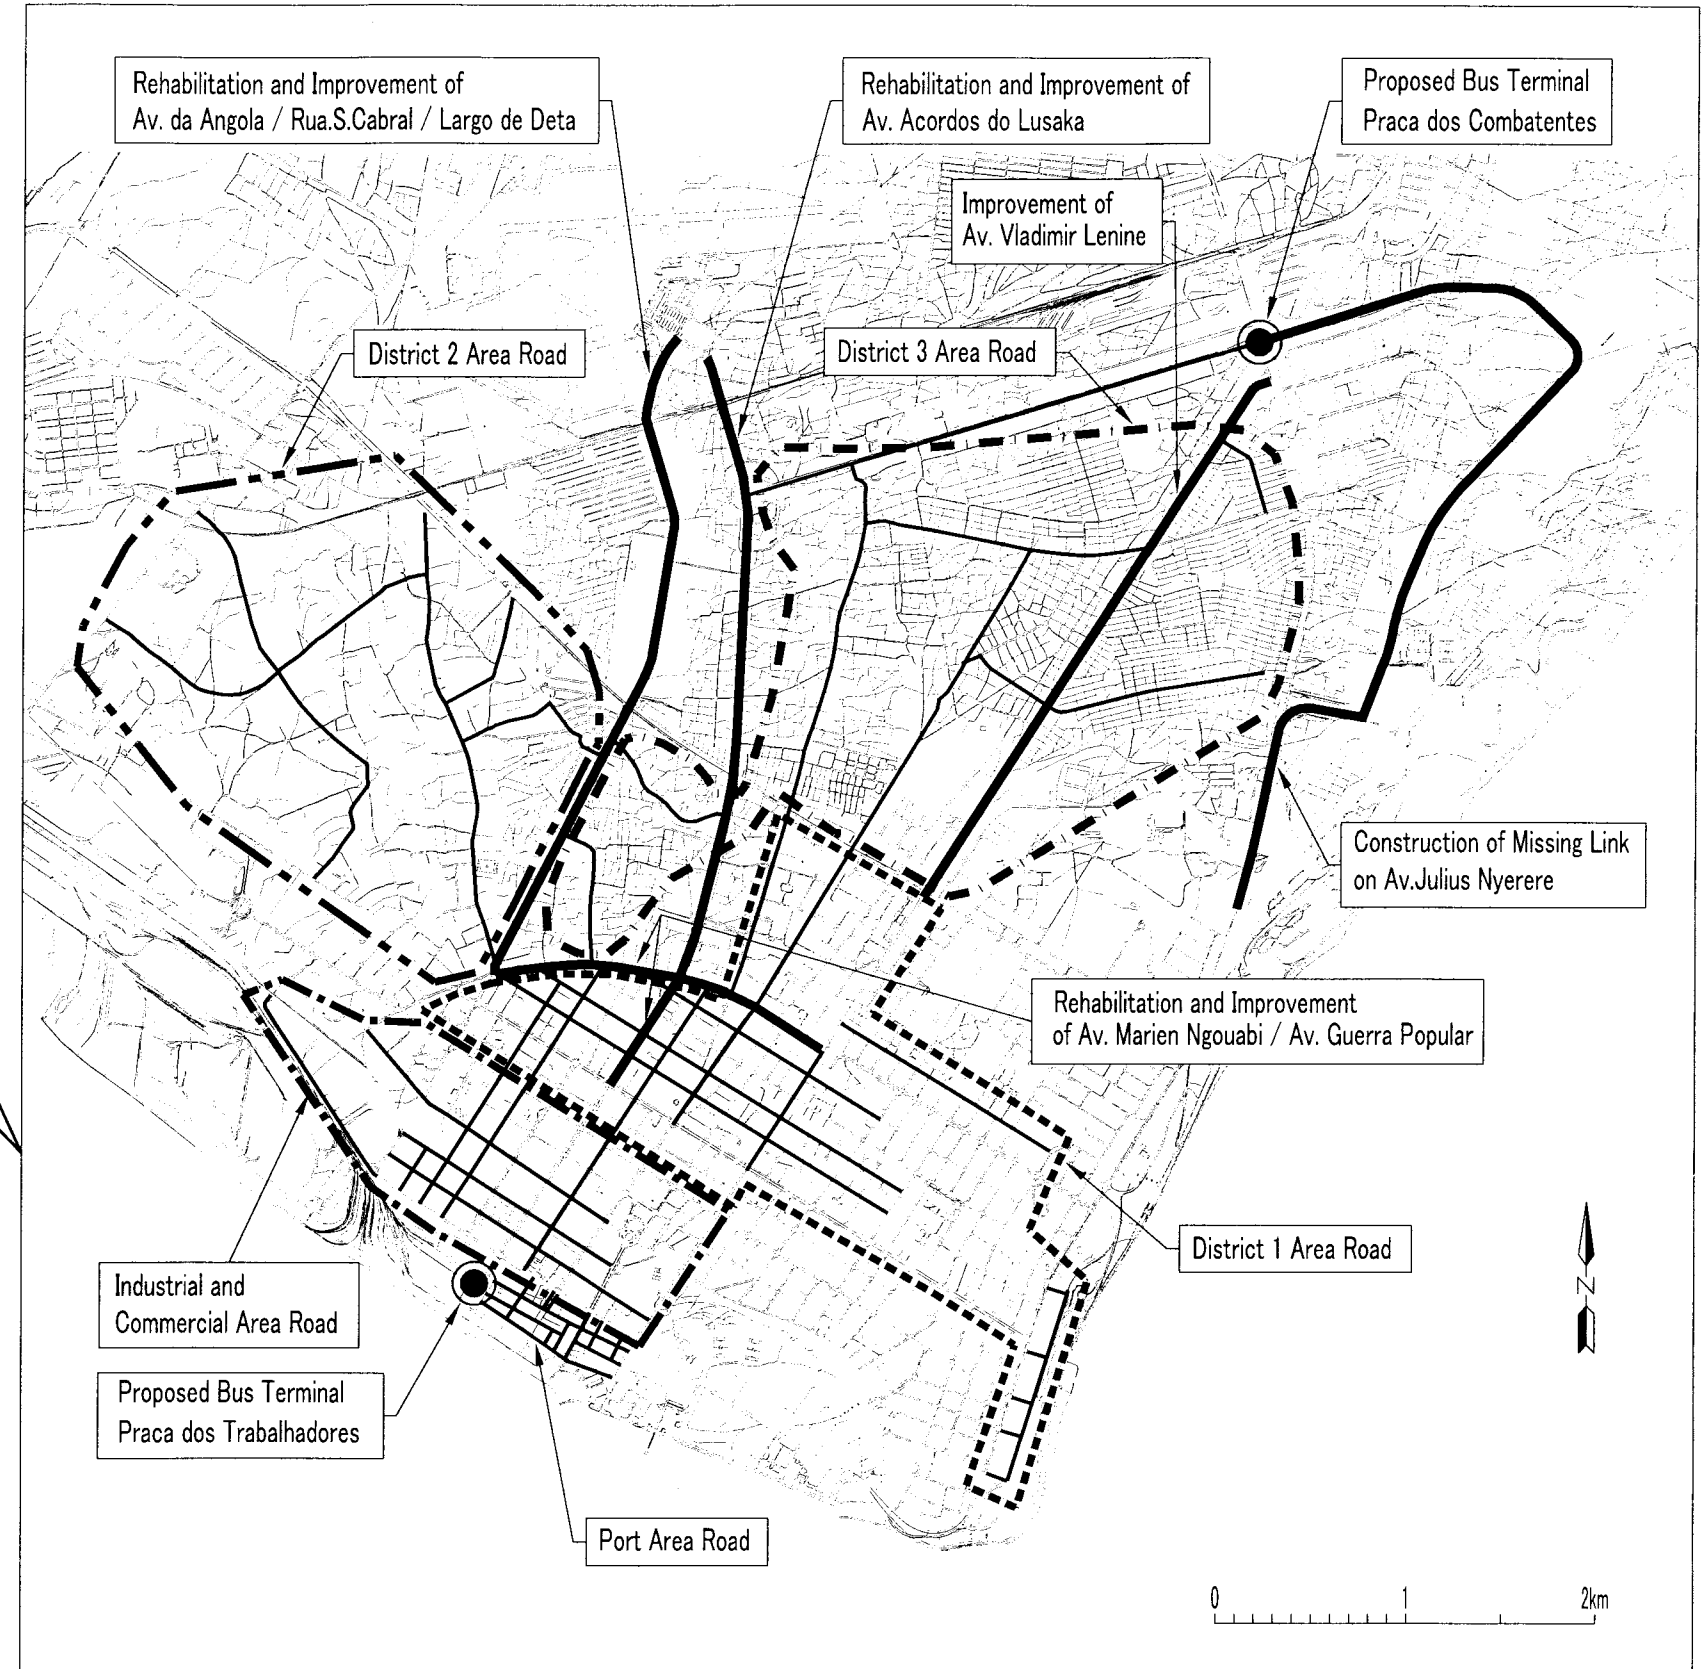 Rehabilitation and Improvement of
Av. da Angola / Rua.S.Cabral / Largo de Deta
Rehabilitation and Improvement of
Av. Acordos do Lusaka
Proposed Bus Terminal
Praca dos Combatentes
Improvement of
Av. Vladimir Lenine
District 2 Area Road
District 3 Area Road
Construction of Missing Link
on Av.Julius Nyerere
Rehabilitation and Improvement
of Av. Marien Ngouabi / Av. Guerra Popular
District 1 Area Road
Industrial and
Commercial Area Road
Proposed Bus Terminal
Praca dos Trabalhadores
Port Area Road
N
0 1 2km